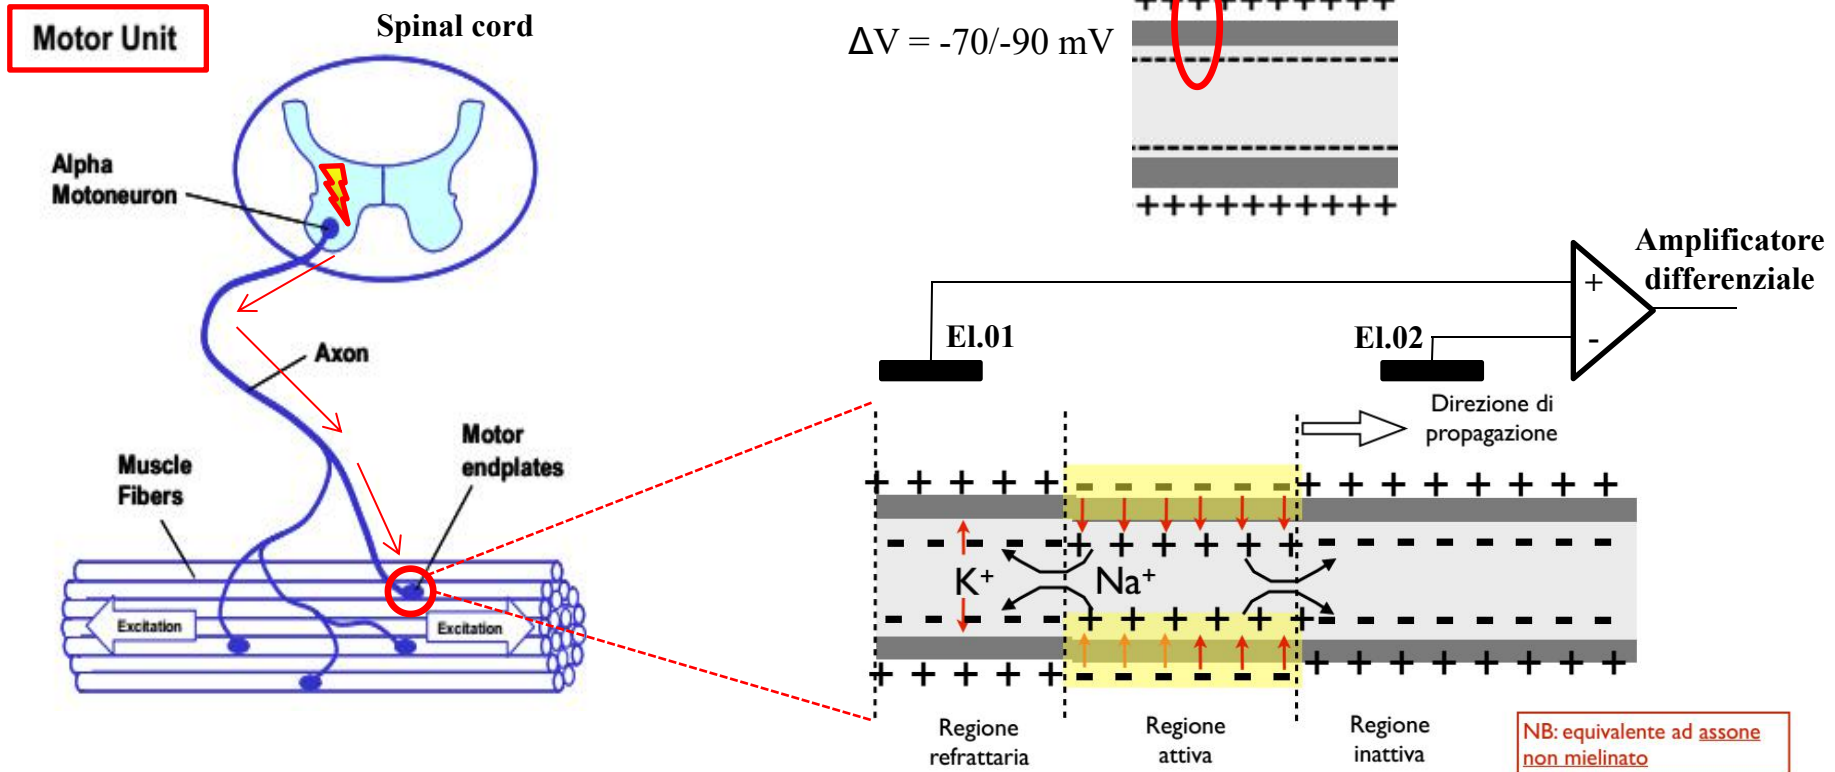 Motor Unit
Spinal cord
ΔV = -70/-90 mV
Alpha
Motoneuron
Axon
Muscle
Fibers
Motor
endplates
Excitation
Excitation
Amplificatore
differenziale
+
-
El.01
El.02
Direzione di
propagazione
K⁺
Na⁺
Regione
refrattaria
Regione
attiva
Regione
inattiva
NB: equivalente ad assone
non mielinato